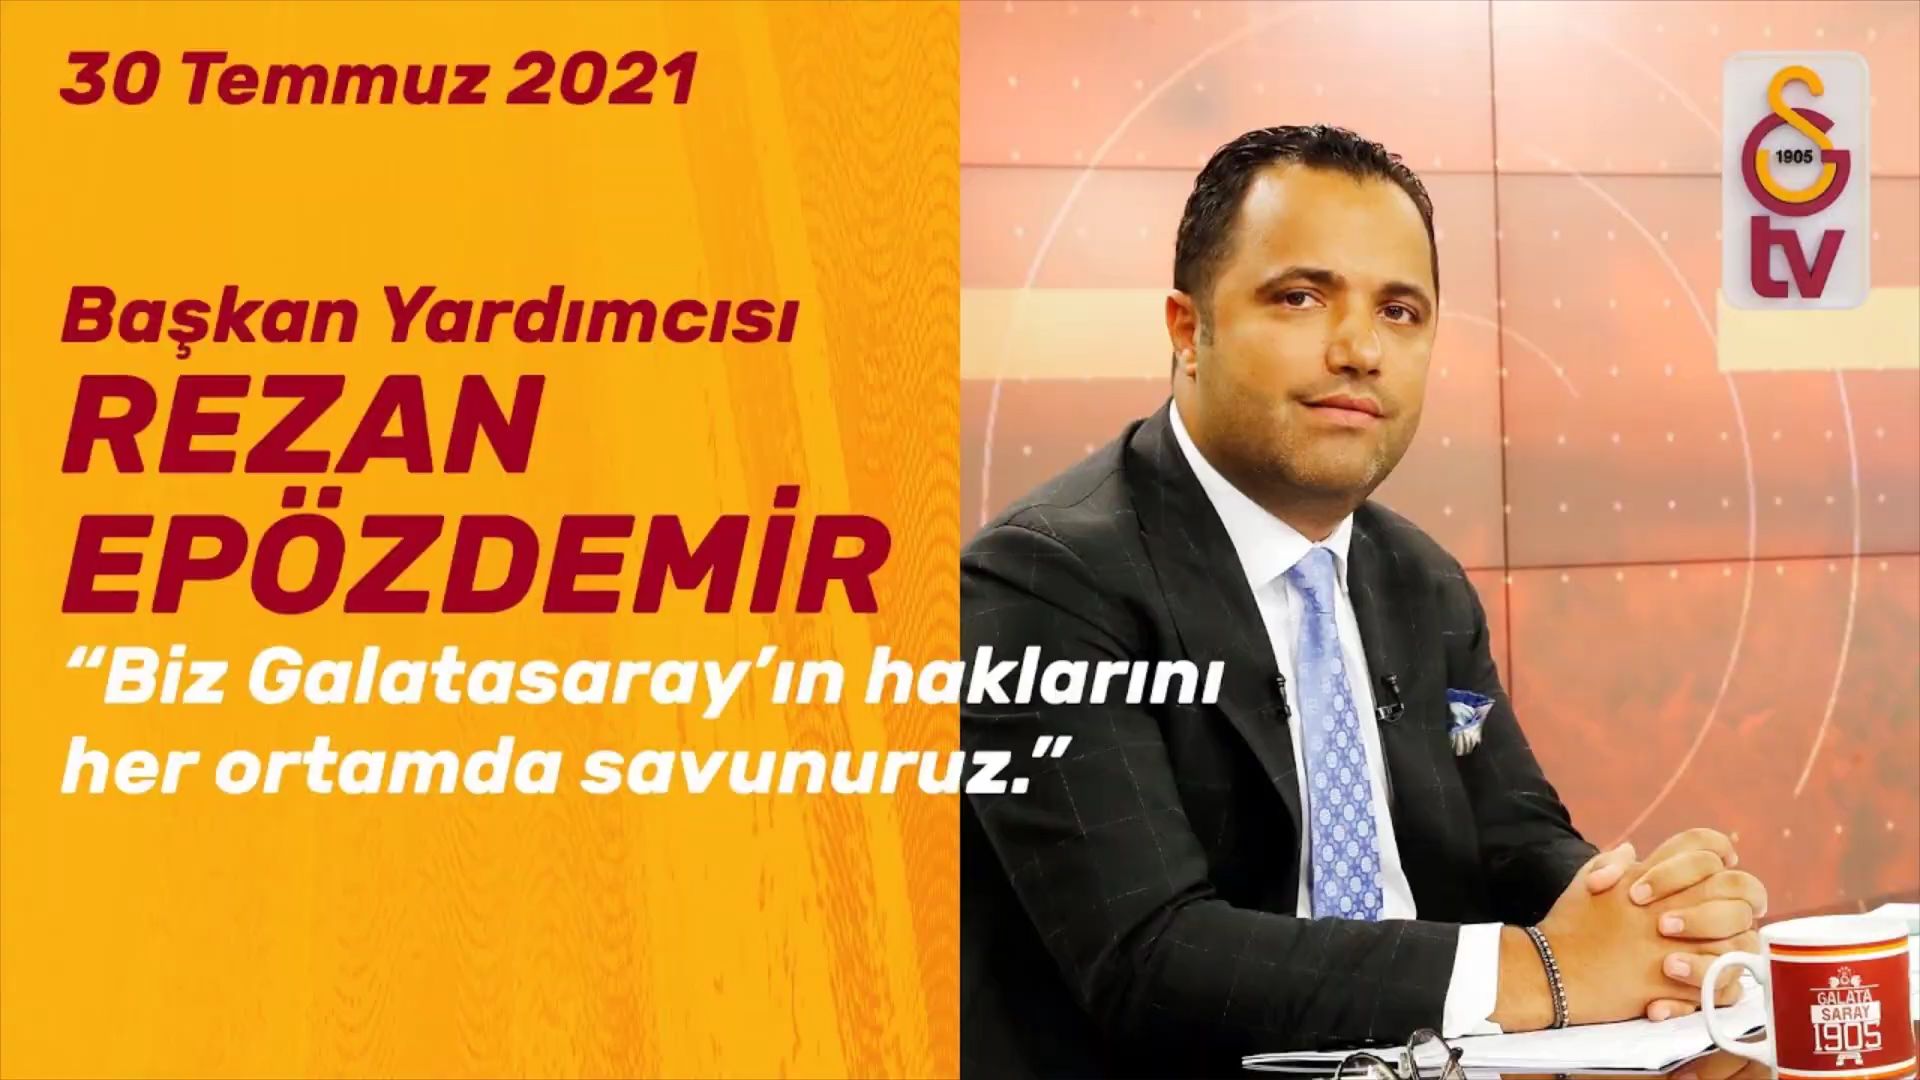 30 Temmuz 2021
Başkan Yardımcısı
REZAN
EPÖZDEMİR
“Biz Galatasaray’ın haklarını
her ortamda savunuruz.”
1905
tv
GALATA
SARAY
1905